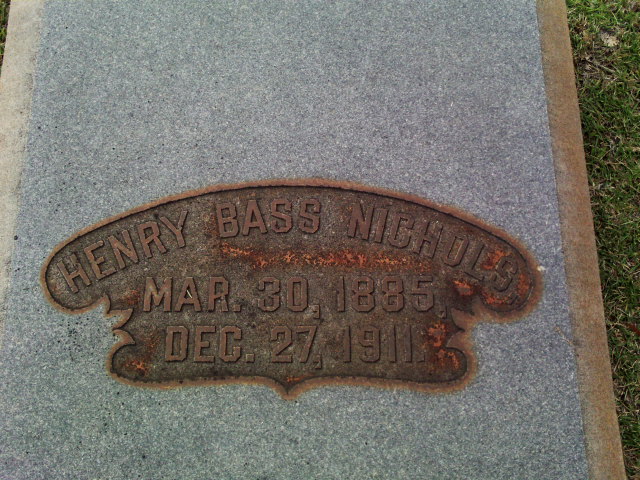 HENRY BASS NICHOLS,
MAR. 30, 1885,
DEC. 27, 1911.